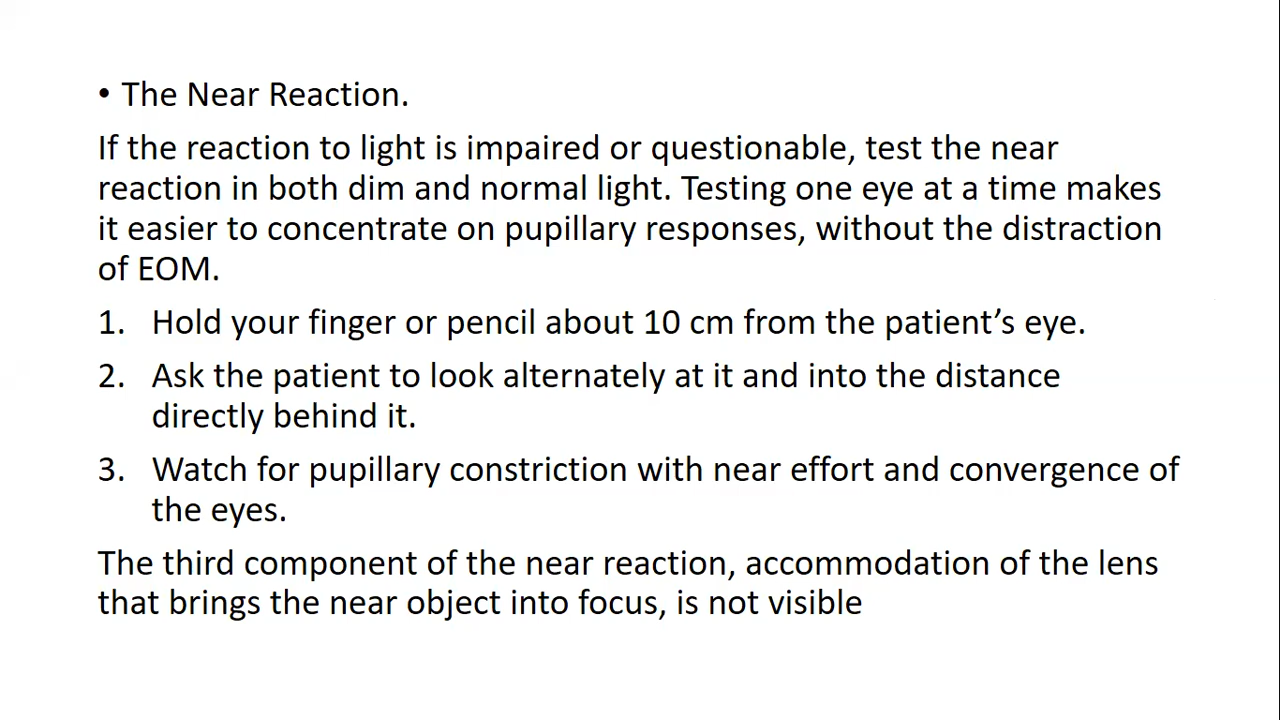 • The Near Reaction.
If the reaction to light is impaired or questionable, test the near
reaction in both dim and normal light. Testing one eye at a time makes
it easier to concentrate on pupillary responses, without the distraction
of EOM.
1. Hold your finger or pencil about 10 cm from the patient’s eye.
2. Ask the patient to look alternately at it and into the distance
directly behind it.
3. Watch for pupillary constriction with near effort and convergence of
the eyes.
The third component of the near reaction, accommodation of the lens
that brings the near object into focus, is not visible